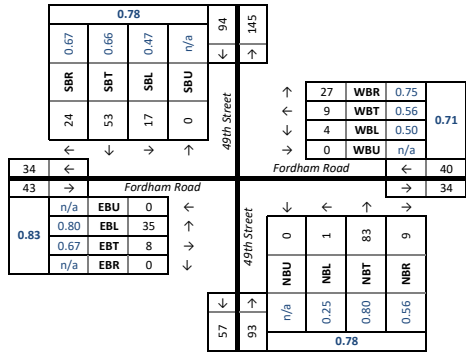 0.78
94
145
0.67
0.66
0.47
n/a
↓
↑
SBR
SBT
SBL
SBU
49th Street
24
53
17
0
←
↓
→
↑
↑ 27 WBR 0.75
← 9 WBT 0.56
↓ 4 WBL 0.50
→ 0 WBU n/a
0.71
34 ←
Fordham Road
← 40
43 →
Fordham Road
→ 34
0.83
n/a EBU 0 ←
0.80 EBL 35 ↑
0.67 EBT 8 →
n/a EBR 0 ↓
49th Street
↓
←
↑
→
0
1
83
9
NBU
NBL
NBT
NBR
↓
↑
n/a
0.25
0.80
0.56
57
93
0.78